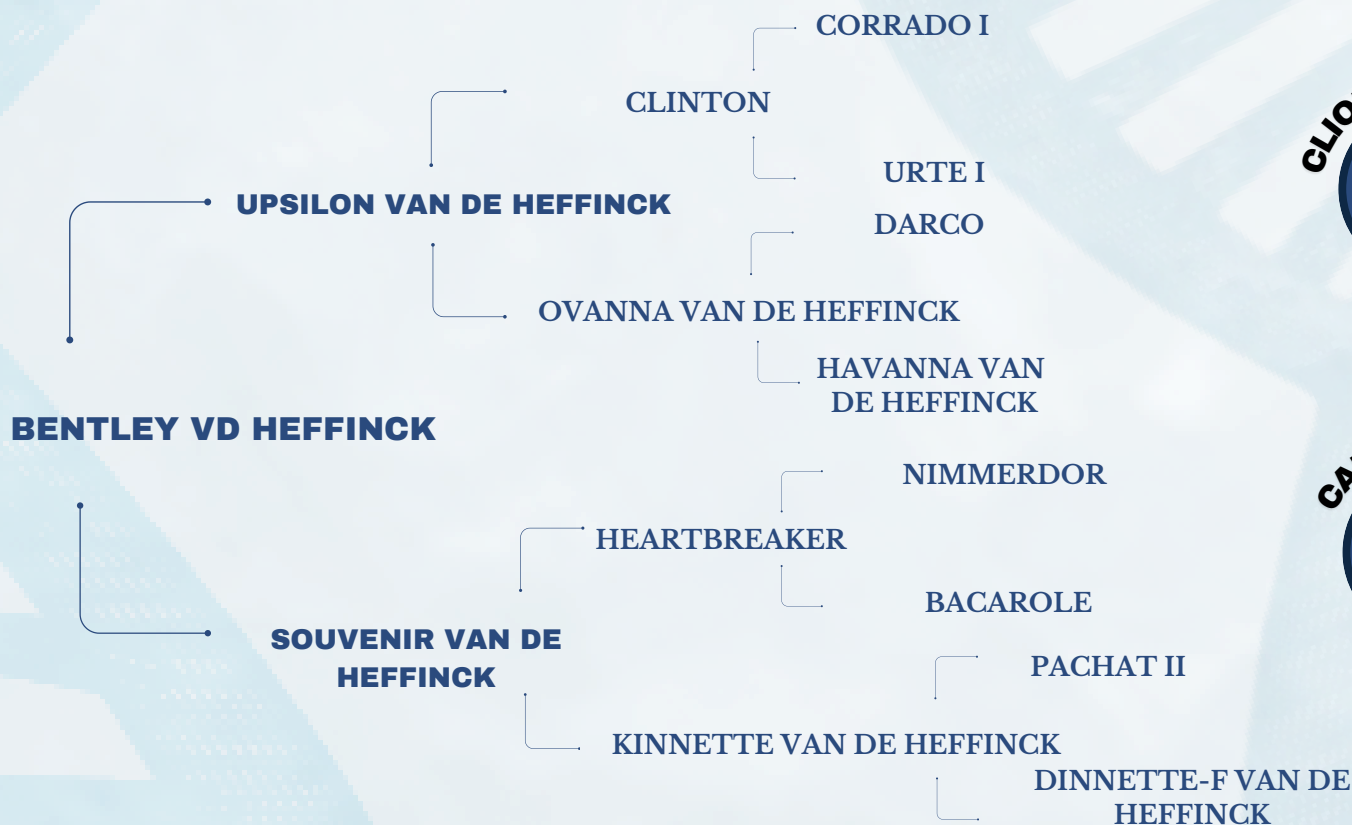 CORRADO I
CLINTON
URTE I
UPSILON VAN DE HEFFINCK
DARCO
OVANNA VAN DE HEFFINCK
HAVANNA VAN
DE HEFFINCK
BENTLEY VD HEFFINCK
NIMMERDOR
HEARTBREAKER
BACAROLE
SOUVENIR VAN DE
HEFFINCK
PACHAT II
KINNETTE VAN DE HEFFINCK
DINNETTE-F VAN DE
HEFFINCK